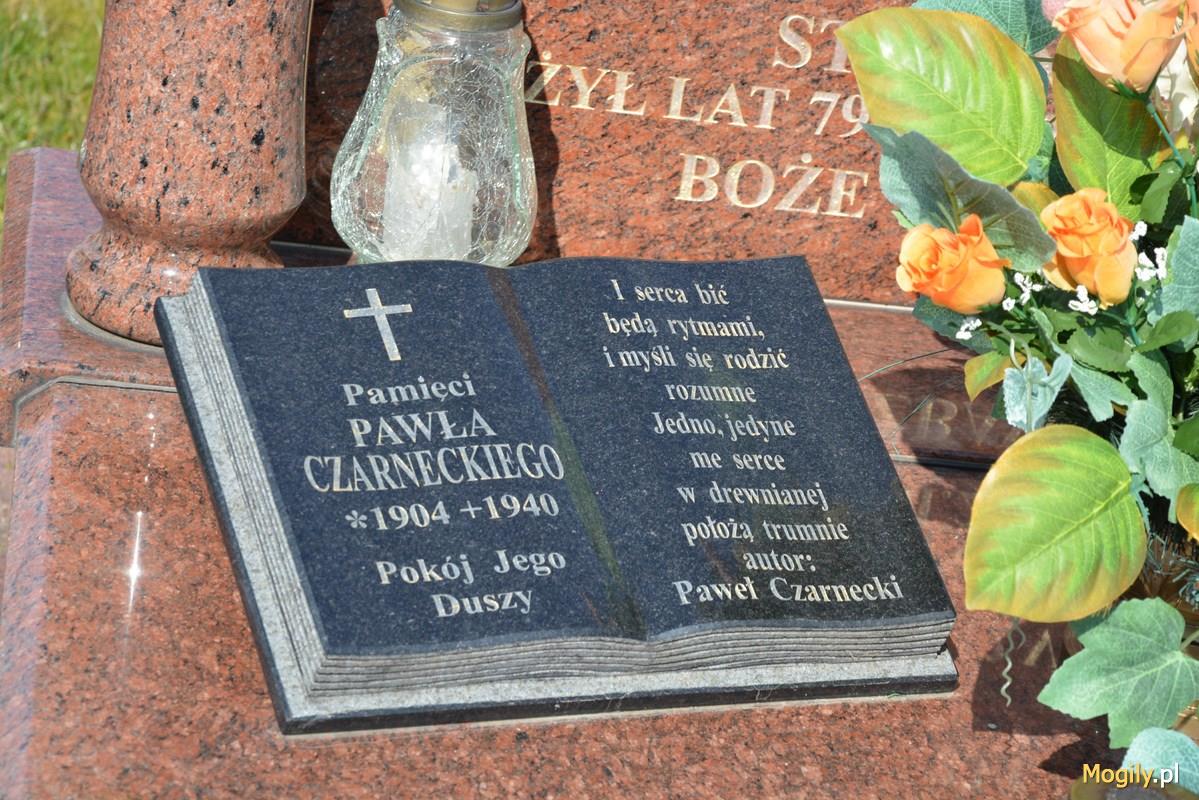 ŻYŁ LAT 79
BOŻE
Pamięci
PAWŁA
CZARNECKIEGO
*1904 +1940
Pokój Jego
Duszy
I serca bić
będą rytmami,
i myśli się rodzić
rozumne
Jedno, jedyne
me serce
w drewnianej
położą trumnie
autor:
Paweł Czarnecki
Mogily.pl